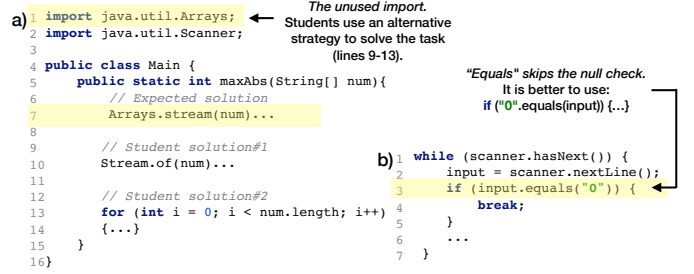 a)
1 import java.util.Arrays;
2 import java.util.Scanner;
3
4 public class Main {
5 public static int maxAbs(String[] num){
6 // Expected solution
7 Arrays.stream(num)...
8
9 // Student solution#1
10 Stream.of(num)...
11
12 // Student solution#2
13 for (int i = 0; i < num.length; i++)
14 {...}
15 }
16}
The unused import.
Students use an alternative
strategy to solve the task
(lines 9-13).
"Equals" skips the null check.
It is better to use:
if ("0".equals(input)) {...}
b)
1 while (scanner.hasNext()) {
2 input = scanner.nextLine();
3 if (input.equals("0")) {
4 break;
5 }
6 ...
7 }